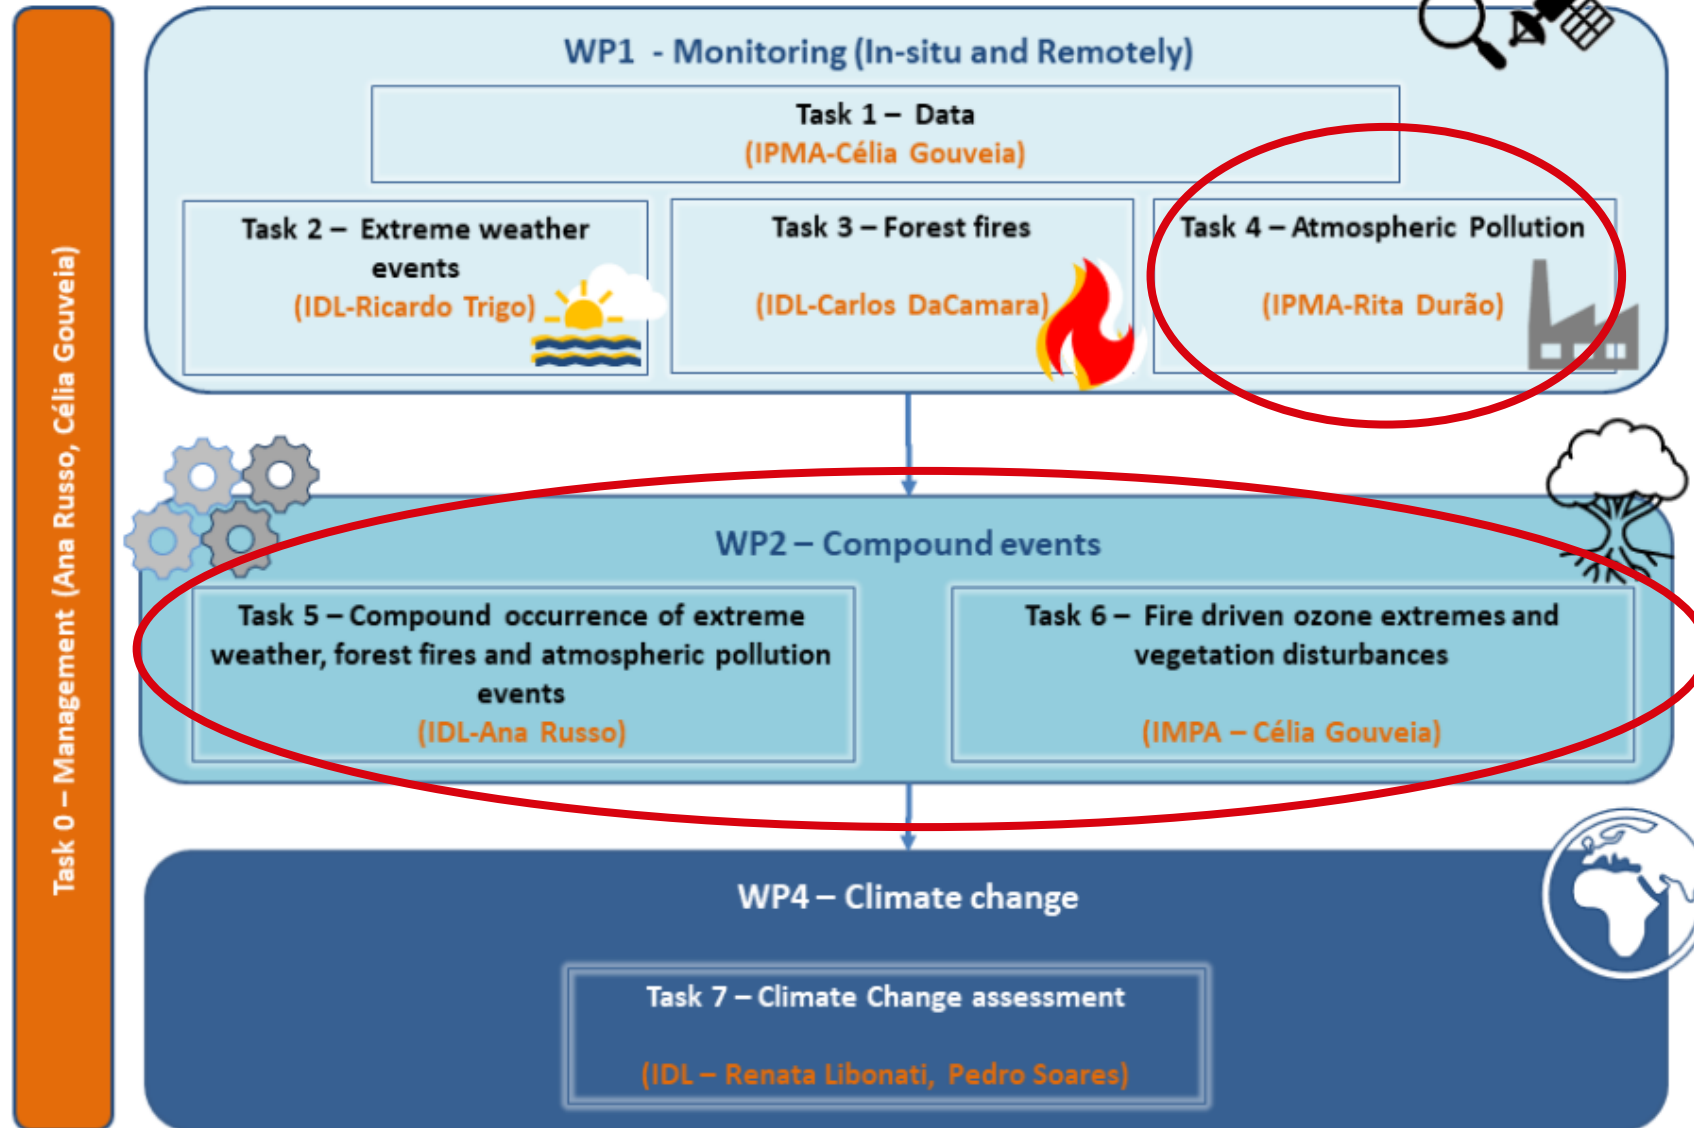 Task 0 – Management (Ana Russo, Célia Gouveia)
WP1 - Monitoring (In-situ and Remotely)
Task 1 – Data
(IPMA-Célia Gouveia)
Task 2 – Extreme weather
events
(IDL-Ricardo Trigo)
Task 3 – Forest fires
(IDL-Carlos DaCamara)
Task 4 – Atmospheric Pollution
(IPMA-Rita Durão)
WP2 – Compound events
Task 5 – Compound occurrence of extreme
weather, forest fires and atmospheric pollution
events
(IDL-Ana Russo)
Task 6 – Fire driven ozone extremes and
vegetation disturbances
(IMPA – Célia Gouveia)
WP4 – Climate change
Task 7 – Climate Change assessment
(IDL – Renata Libonati, Pedro Soares)